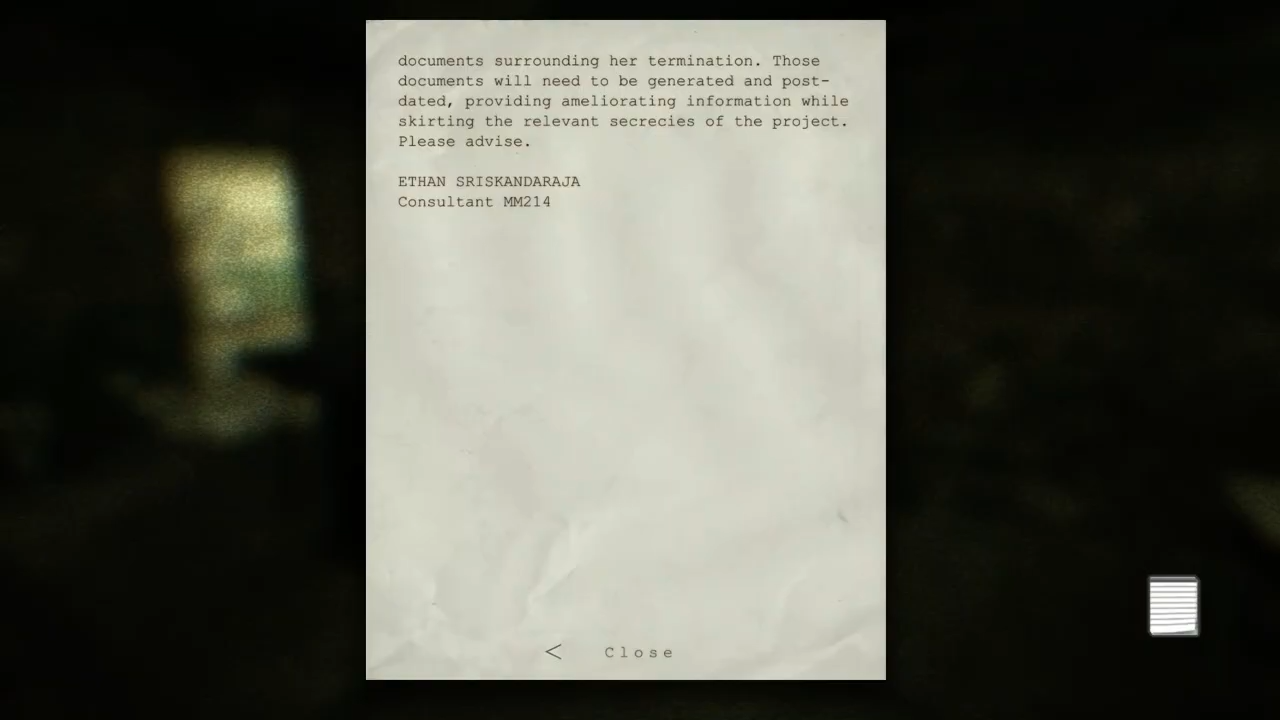 documents surrounding her termination. Those
documents will need to be generated and post-
dated, providing ameliorating information while
skirting the relevant secrecies of the project.
Please advise.
ETHAN SRISKANDARAJA
Consultant MM214
< Close